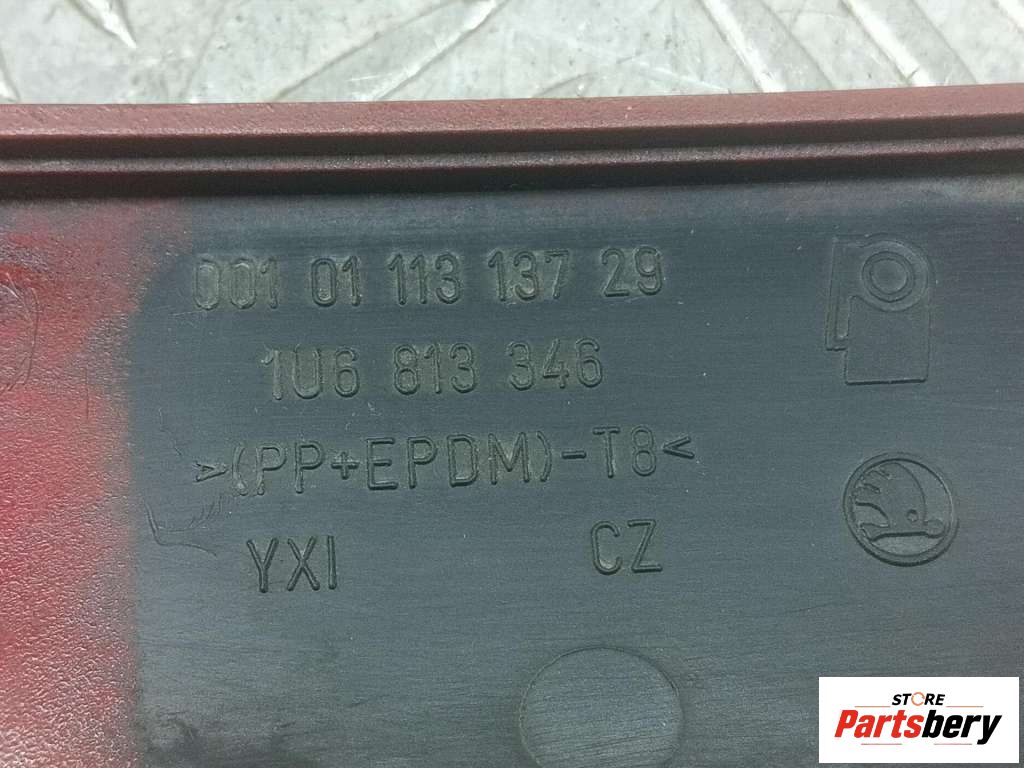 001 01 113 137 29
1U6 813 346
>(PP+EPDM)-T8<
YXI CZ
STORE
Partsbery